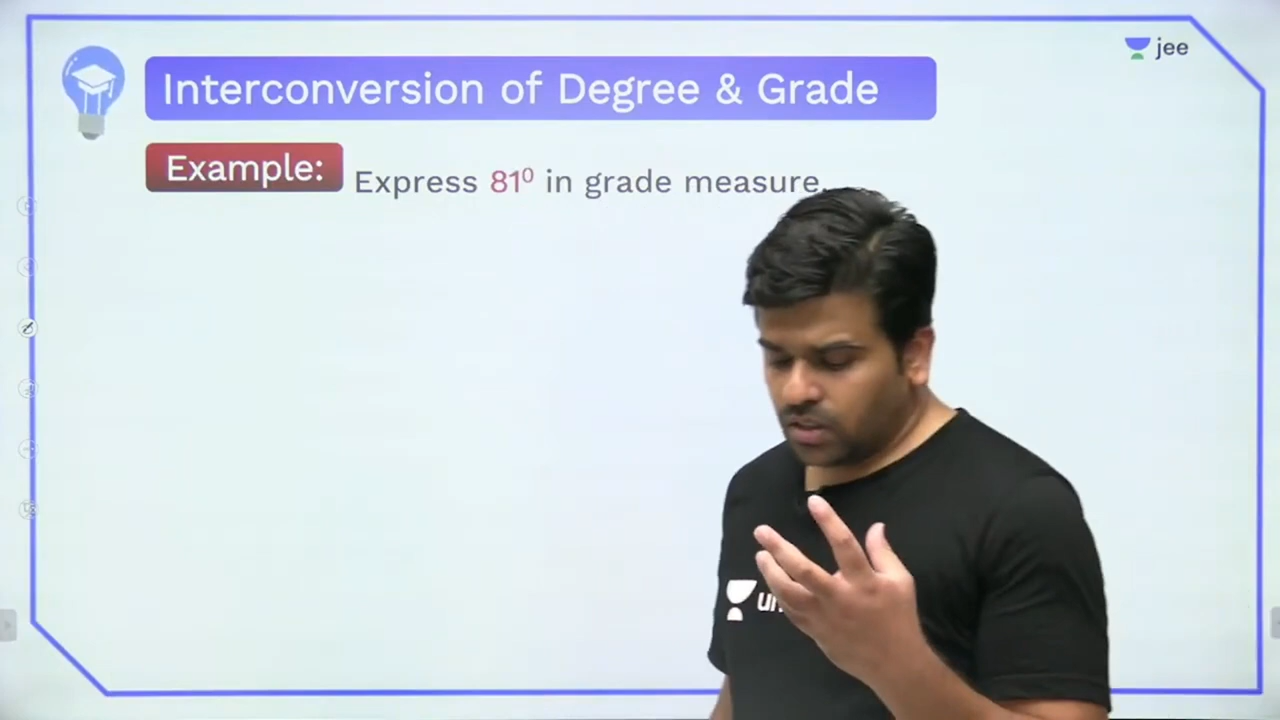 jee
Interconversion of Degree & Grade
Example:
Express 81⁰ in grade measure.